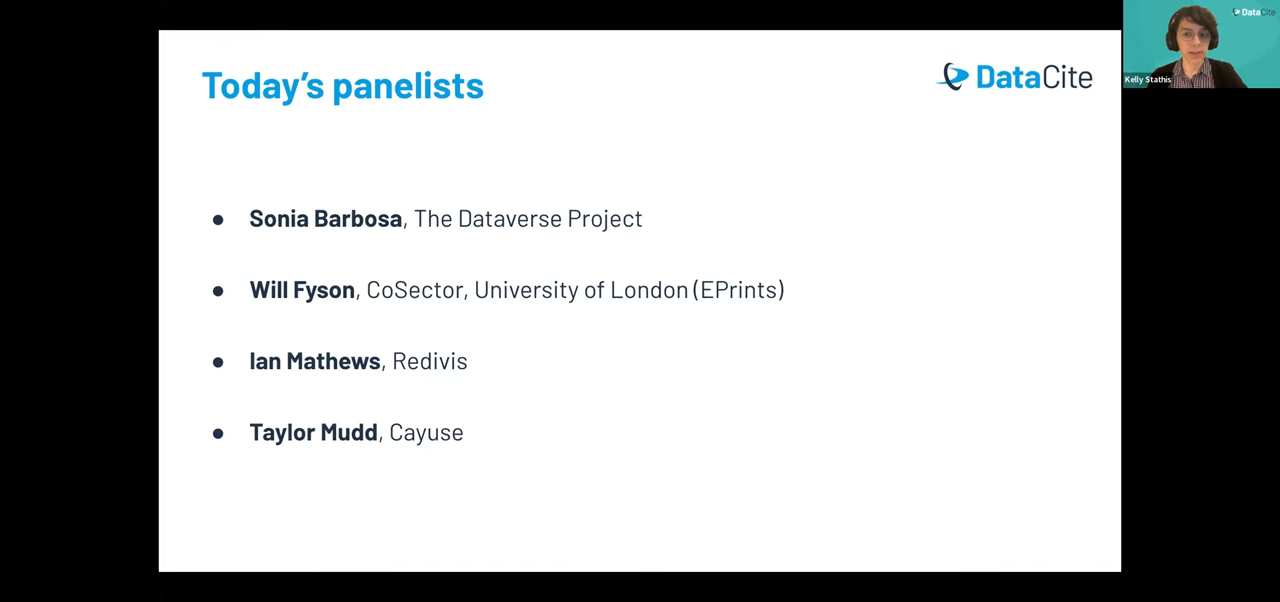 Today's panelists
DataCite
DataCite
Kelly Stathis
● Sonia Barbosa, The Dataverse Project
● Will Fyson, CoSector, University of London (EPrints)
● Ian Mathews, Redivis
● Taylor Mudd, Cayuse